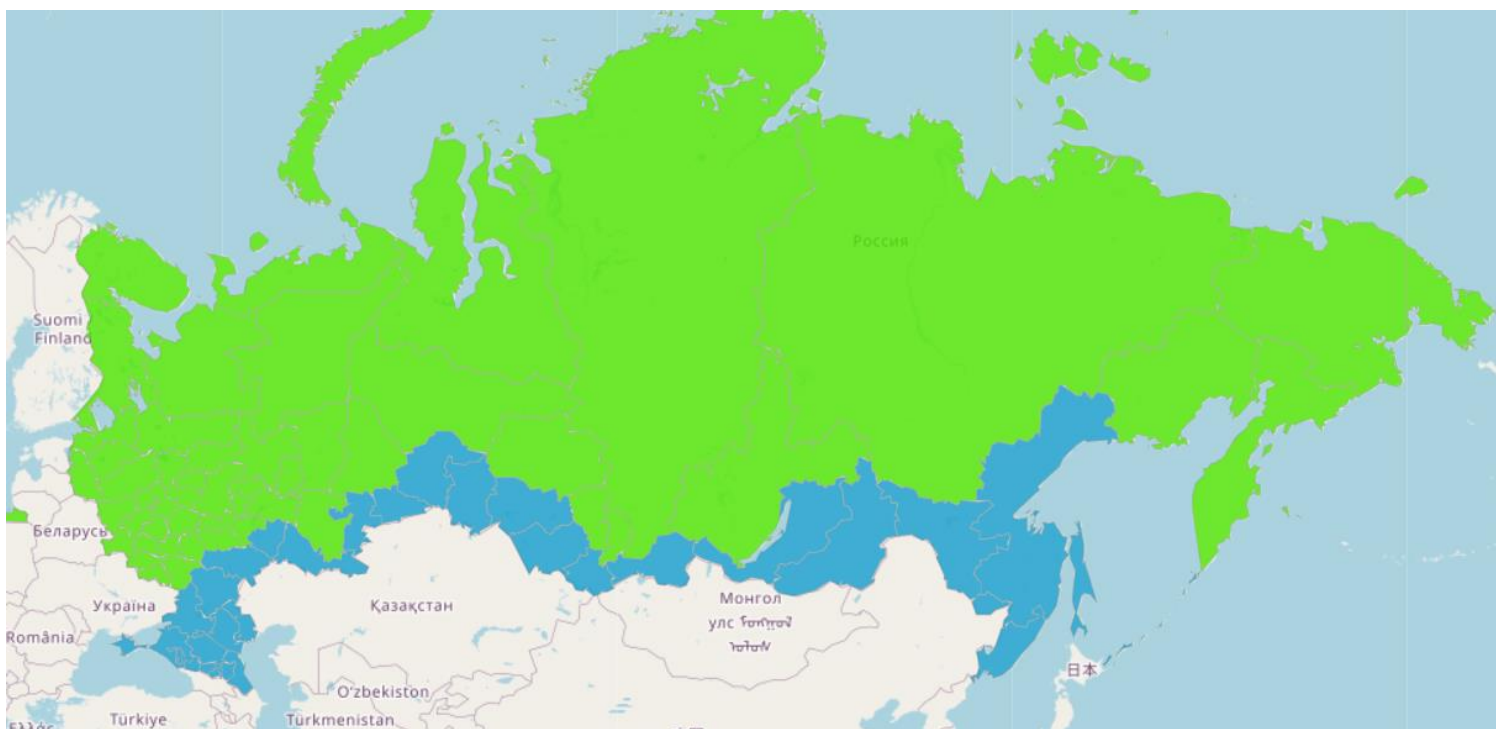 Россия
Suomi
Finland
Беларусь
Україна
Қазақстан
Монгол
улс
România
日本
O'zbekiston
Türkiye
Türkmenistan